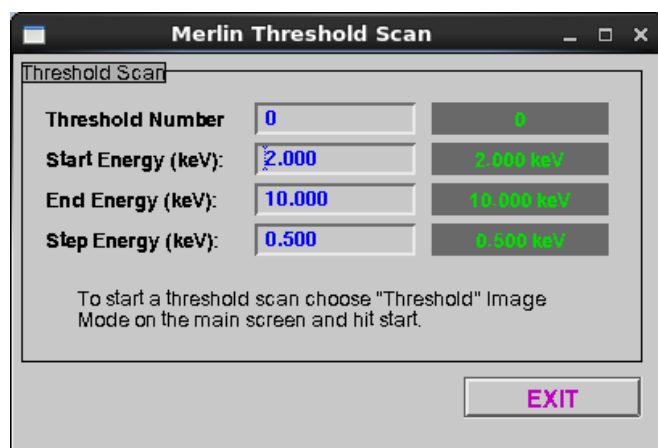 Merlin Threshold Scan
Threshold Scan
Threshold Number 0 0
Start Energy (keV): 2.000 2.000 keV
End Energy (keV): 10.000 10.000 keV
Step Energy (keV): 0.500 0.500 keV
To start a threshold scan choose "Threshold" Image
Mode on the main screen and hit start.
EXIT